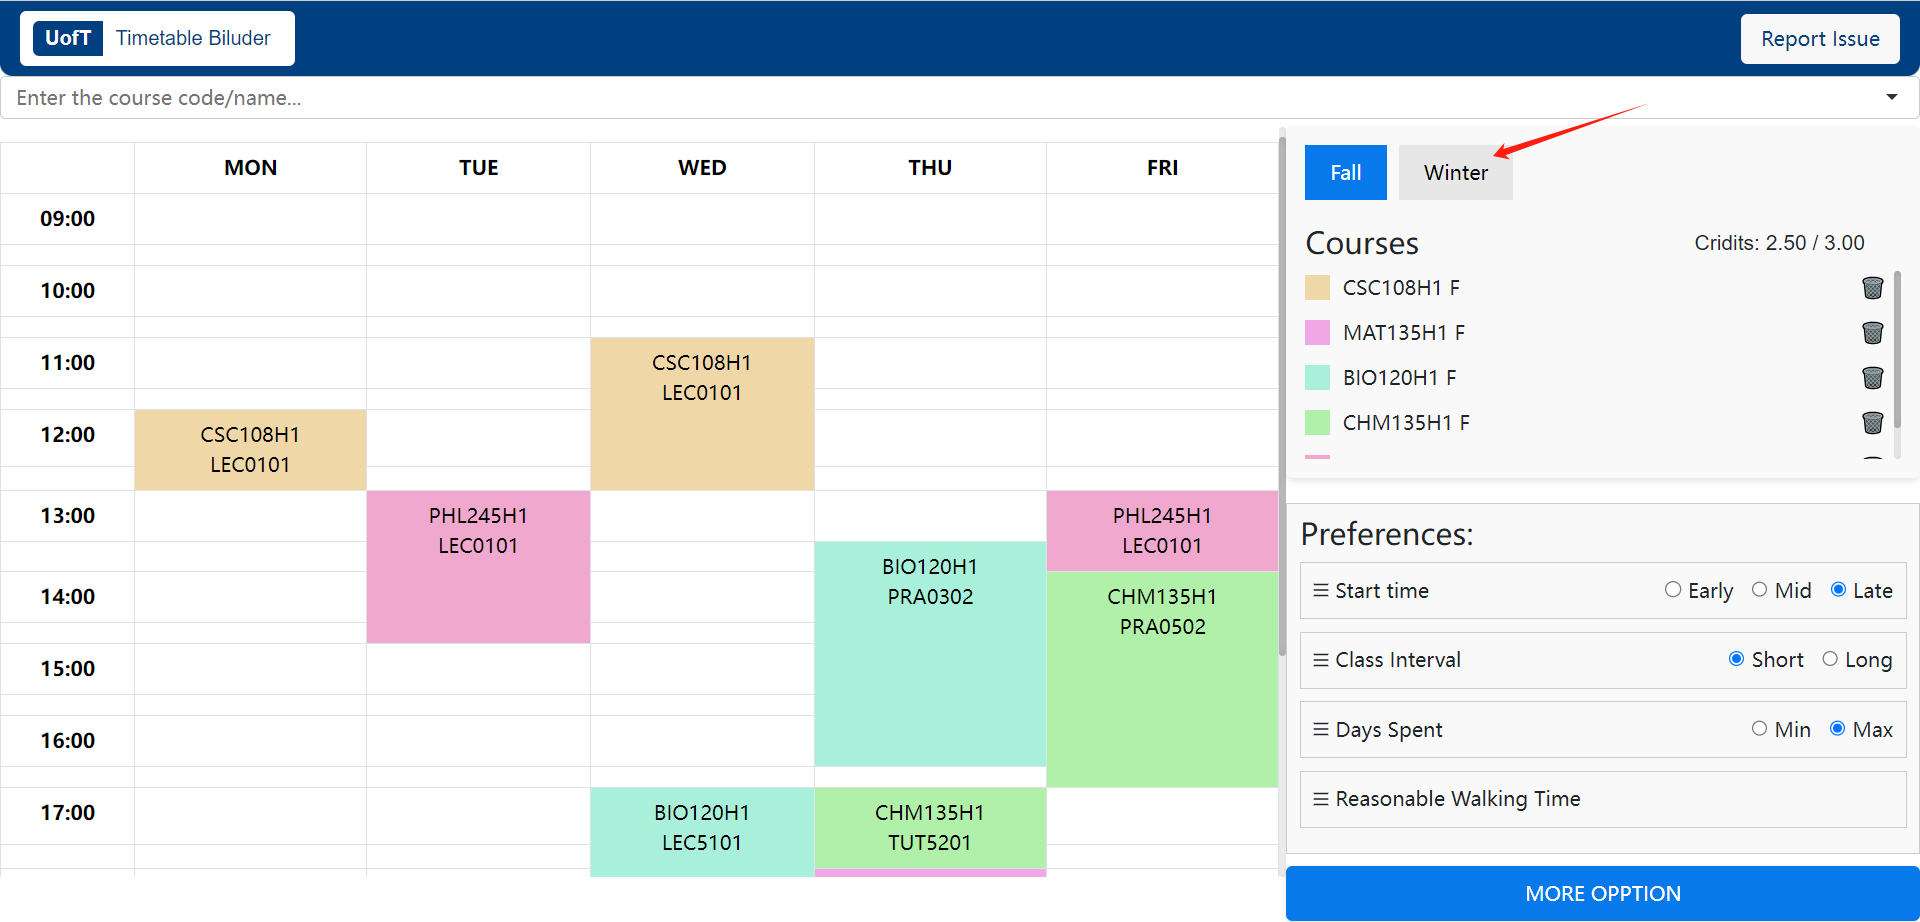 UofT Timetable Biluder
Report Issue
Enter the course code/name...
MON TUE WED THU FRI
09:00
10:00
11:00
12:00
13:00
14:00
15:00
16:00
17:00
CSC108H1
LEC0101
PHL245H1
LEC0101
CSC108H1
LEC0101
BIO120H1
LEC5101
BIO120H1
PRA0302
CHM135H1
TUT5201
PHL245H1
LEC0101
CHM135H1
PRA0502
Fall Winter
Courses Cridits: 2.50 / 3.00
CSC108H1 F
MAT135H1 F
BIO120H1 F
CHM135H1 F
Preferences:
Start time Early Mid Late
Class Interval Short Long
Days Spent Min Max
Reasonable Walking Time
MORE OPPTION